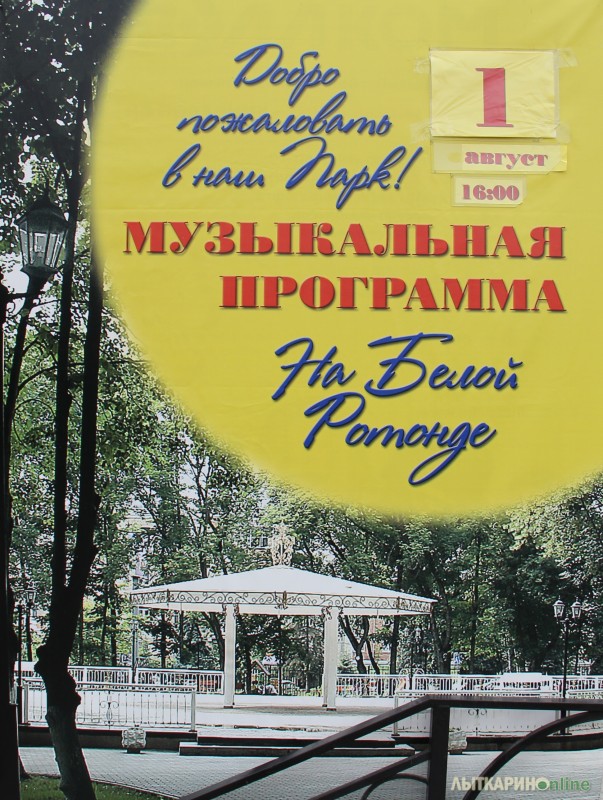 Добро
пожаловать
в наш Парк!
1
август
16:00
МУЗЫКАЛЬНАЯ
ПРОГРАММА
На Белой
Ротонде
ЛЫТКАРИНОonline